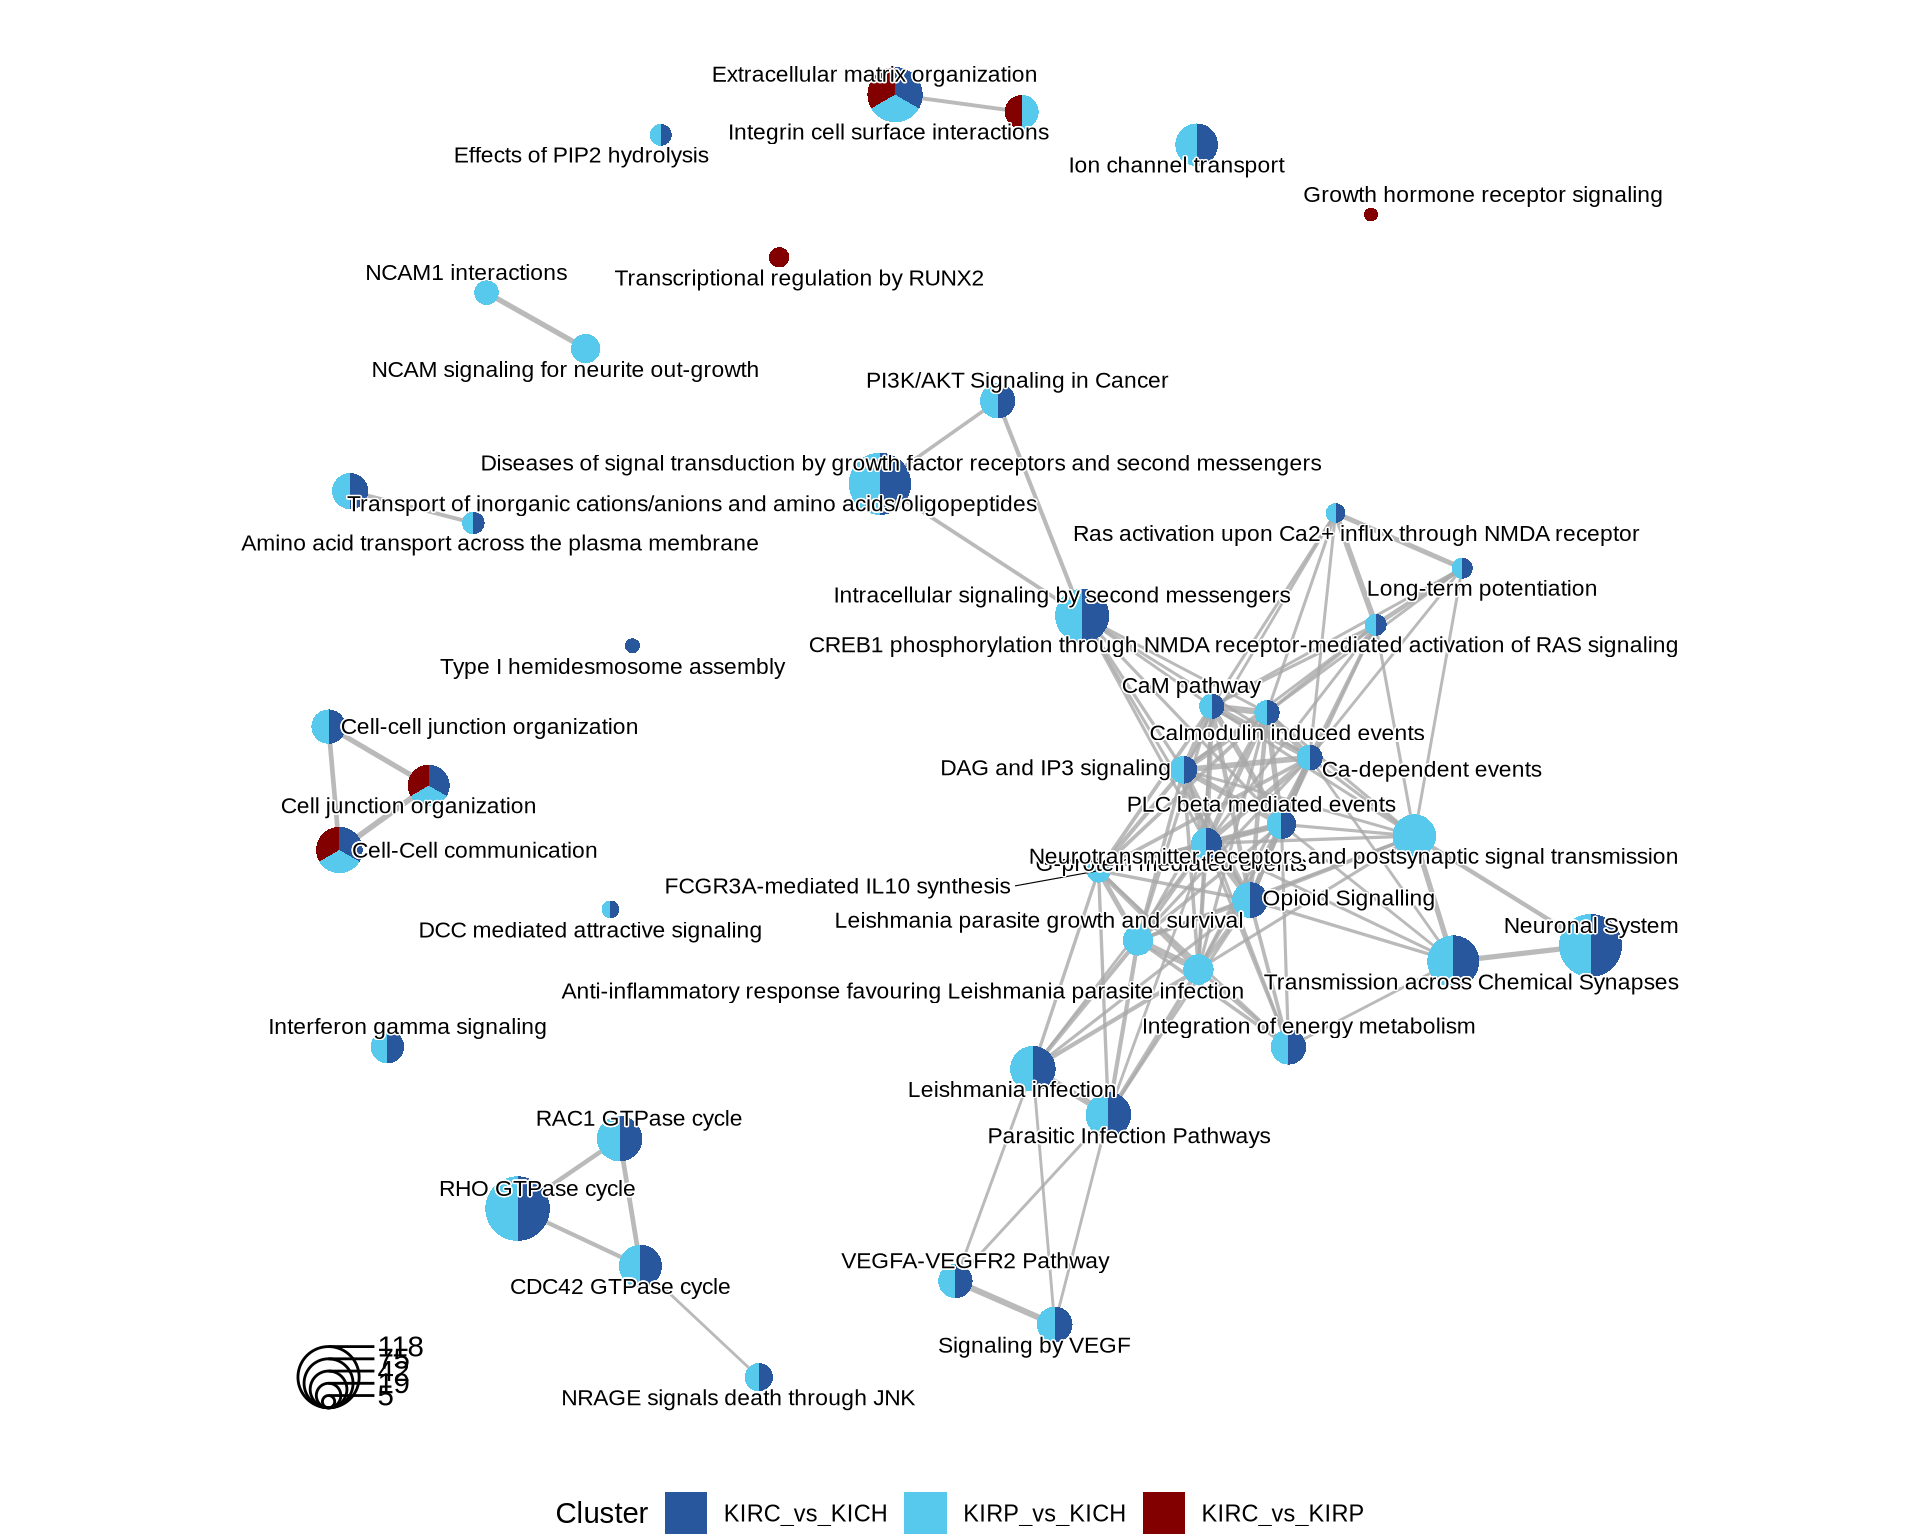 Extracellular matrix organization
Integrin cell surface interactions
Effects of PIP2 hydrolysis
Ion channel transport
Growth hormone receptor signaling
NCAM1 interactions
Transcriptional regulation by RUNX2
NCAM signaling for neurite out-growth
PI3K/AKT Signaling in Cancer
Diseases of signal transduction by growth factor receptors and second messengers
Transport of inorganic cations/anions and amino acids/oligopeptides
Ras activation upon Ca2+ influx through NMDA receptor
Amino acid transport across the plasma membrane
Long-term potentiation
Intracellular signaling by second messengers
CREB1 phosphorylation through NMDA receptor-mediated activation of RAS signaling
Type I hemidesmosome assembly
CaM pathway
Cell-cell junction organization
Calmodulin induced events
DAG and IP3 signaling
Ca-dependent events
Cell junction organization
PLC beta mediated events
Cell-Cell communication
Neurotransmitter receptors and postsynaptic signal transmission
G-protein mediated events
FCGR3A-mediated IL10 synthesis
Opioid Signalling
Leishmania parasite growth and survival
DCC mediated attractive signaling
Neuronal System
Transmission across Chemical Synapses
Anti-inflammatory response favouring Leishmania parasite infection
Interferon gamma signaling
Integration of energy metabolism
Leishmania infection
RAC1 GTPase cycle
Parasitic Infection Pathways
RHO GTPase cycle
VEGFA-VEGFR2 Pathway
CDC42 GTPase cycle
Signaling by VEGF
NRAGE signals death through JNK
118
75
42
19
5
Cluster KIRC_vs_KICH KIRP_vs_KICH KIRC_vs_KIRP